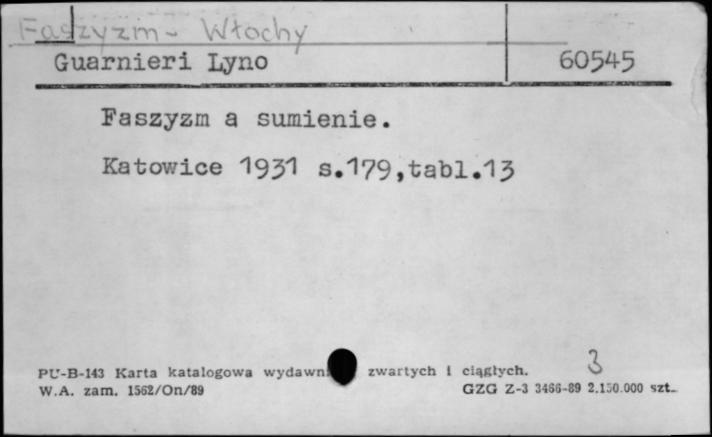 Faszyzm - Włochy
Guarnieri Lyno 60545
Faszyzm a sumienie.
Katowice 1931 s.179,tabl.13
3
PU-B-143 Karta katalogowa zwartych i ciągłych.
W.A. zam. 1562/On/89 GZG Z-3 3466-89 2.150.000 szt.